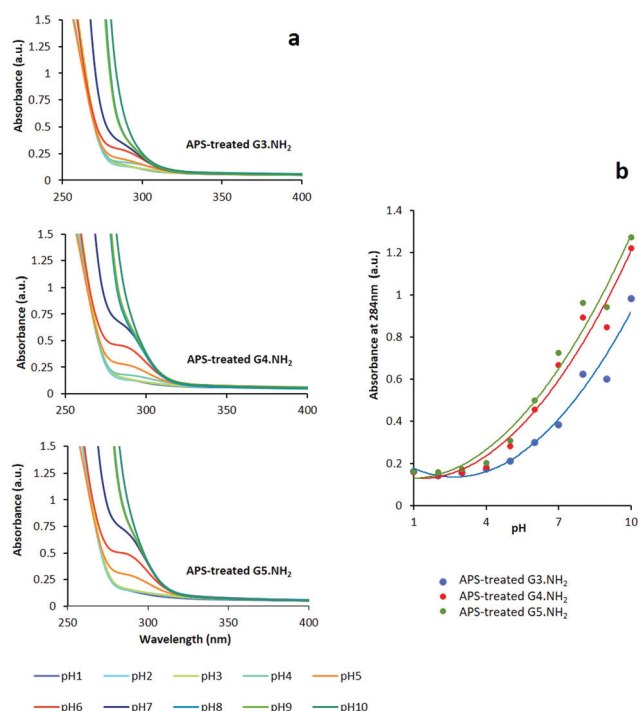 a
Absorbance (a.u.)
1.5
1.25
1
0.75
0.5
0.25
0
APS-treated G3.NH2
250 300 350 400
Absorbance (a.u.)
1.5
1.25
1
0.75
0.5
0.25
0
APS-treated G4.NH2
250 300 350 400
Absorbance (a.u.)
1.5
1.25
1
0.75
0.5
0.25
0
APS-treated G5.NH2
250 300 350 400
Wavelength (nm)
pH1 pH2 pH3 pH4 pH5
pH6 pH7 pH8 pH9 pH10
b
Absorbance at 284nm (a.u.)
1.4
1.2
1
0.8
0.6
0.4
0.2
0
1 4 7 10
pH
APS-treated G3.NH2
APS-treated G4.NH2
APS-treated G5.NH2